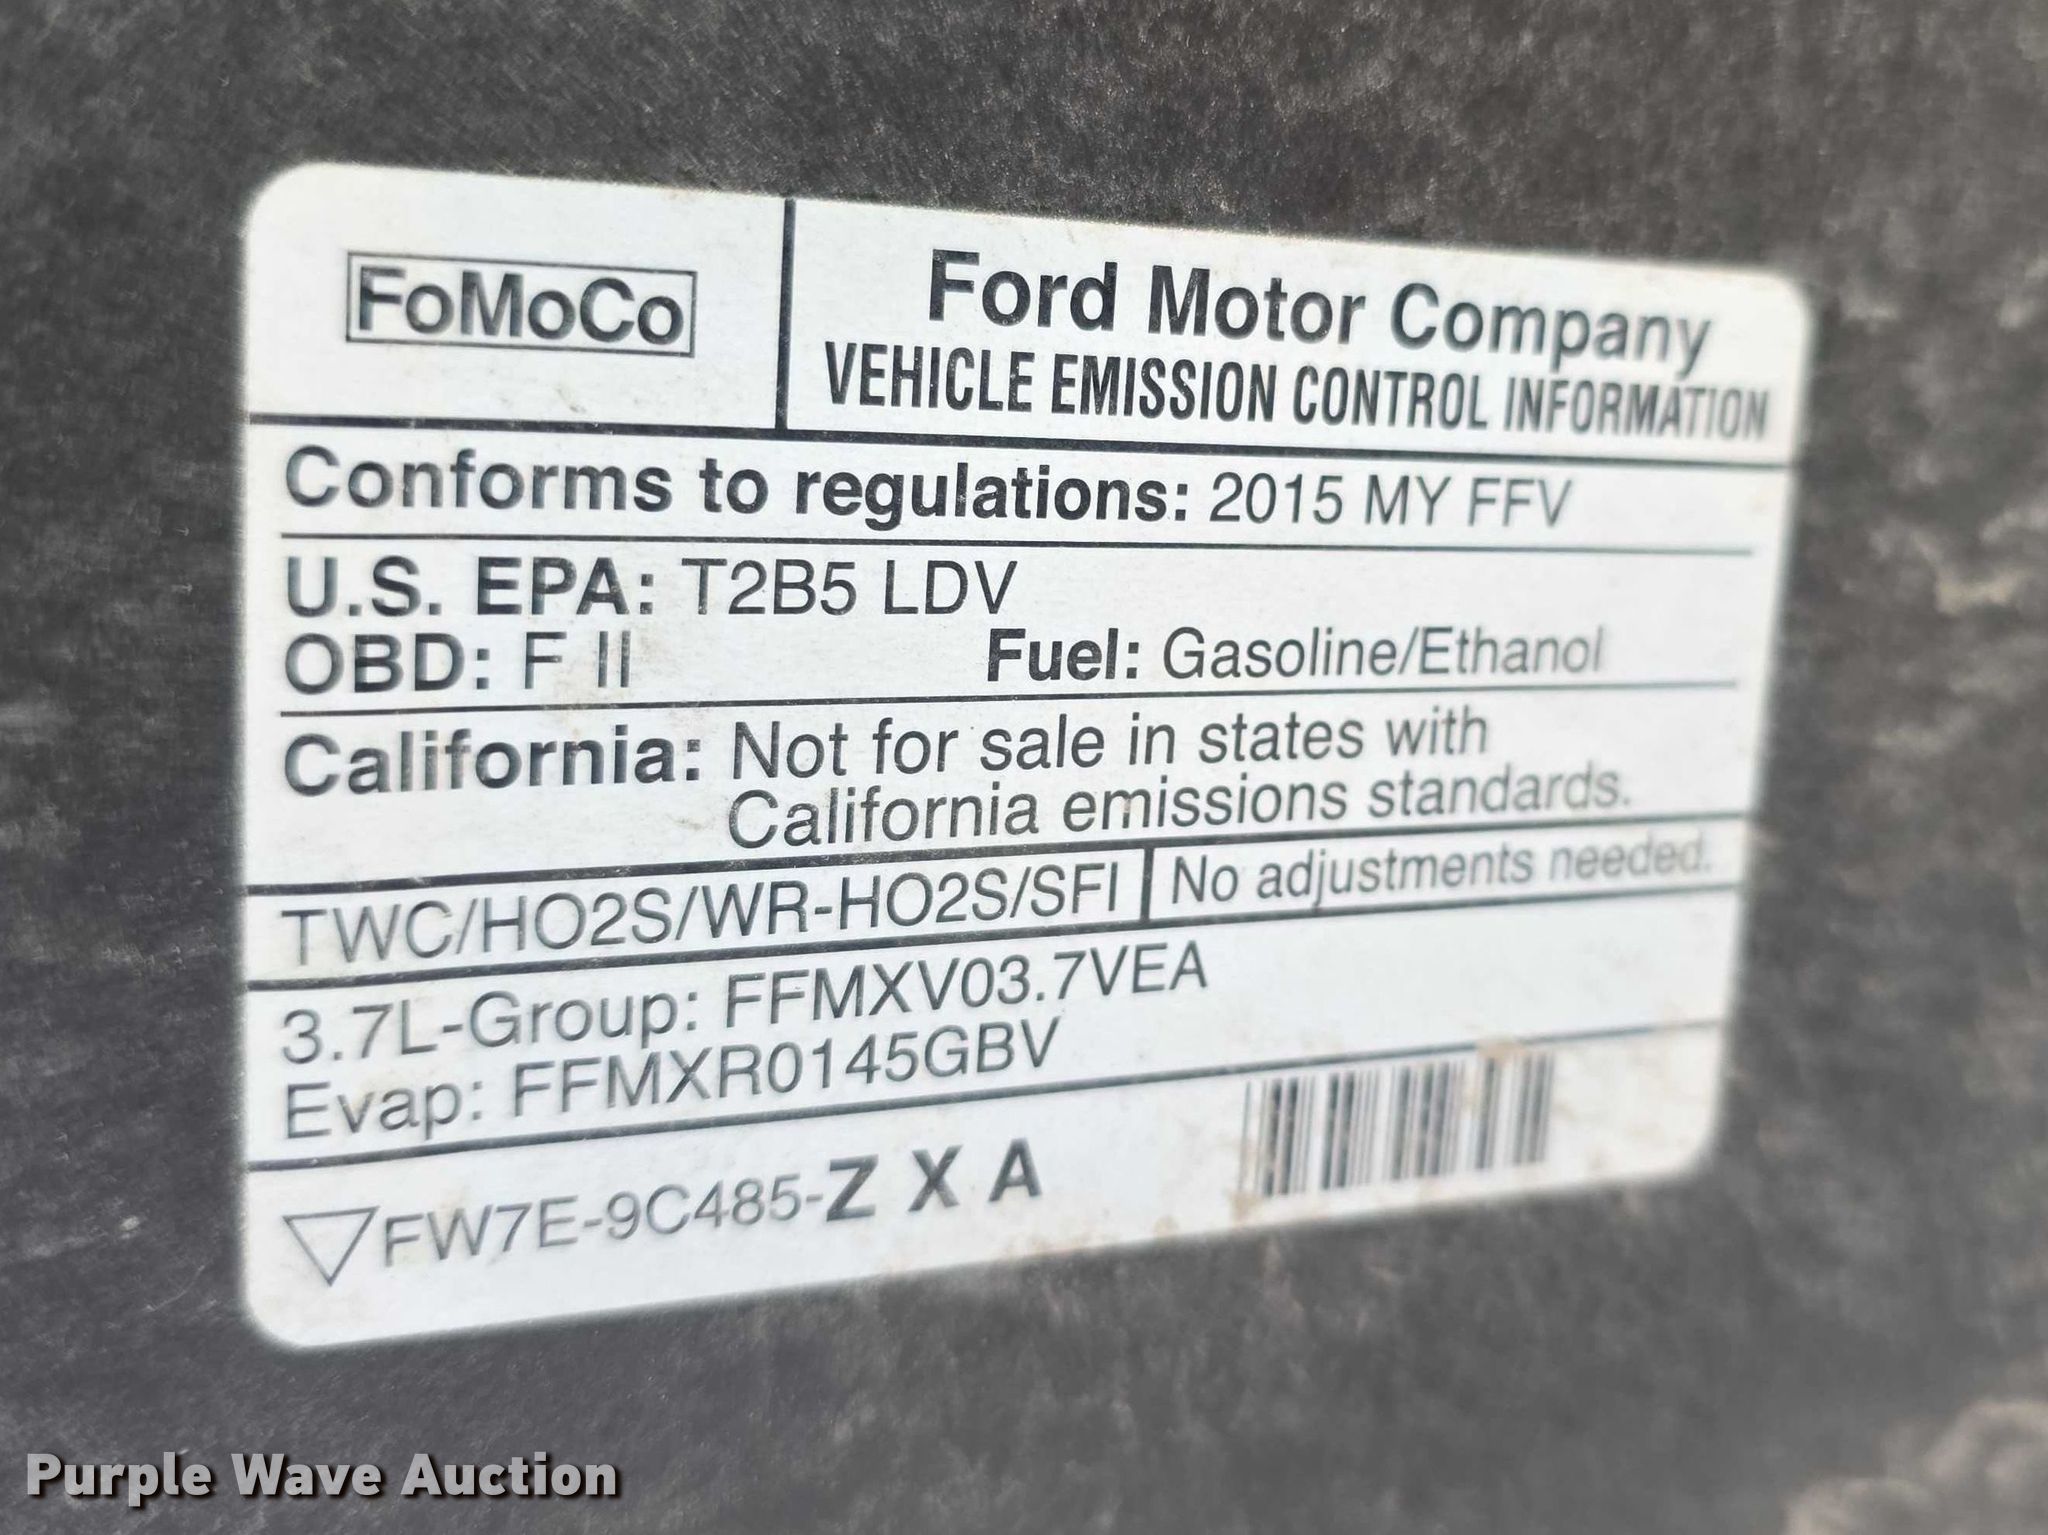 FoMoCo
Ford Motor Company
VEHICLE EMISSION CONTROL INFORMATION
Conforms to regulations: 2015 MY FFV
U.S. EPA: T2B5 LDV
OBD: F II Fuel: Gasoline/Ethanol
California: Not for sale in states with
California emissions standards.
TWC/HO2S/WR-HO2S/SFI No adjustments needed.
3.7L-Group: FFMXV03.7VEA
Evap: FFMXR0145GBV
FW7E-9C485-Z X A
Purple Wave Auction